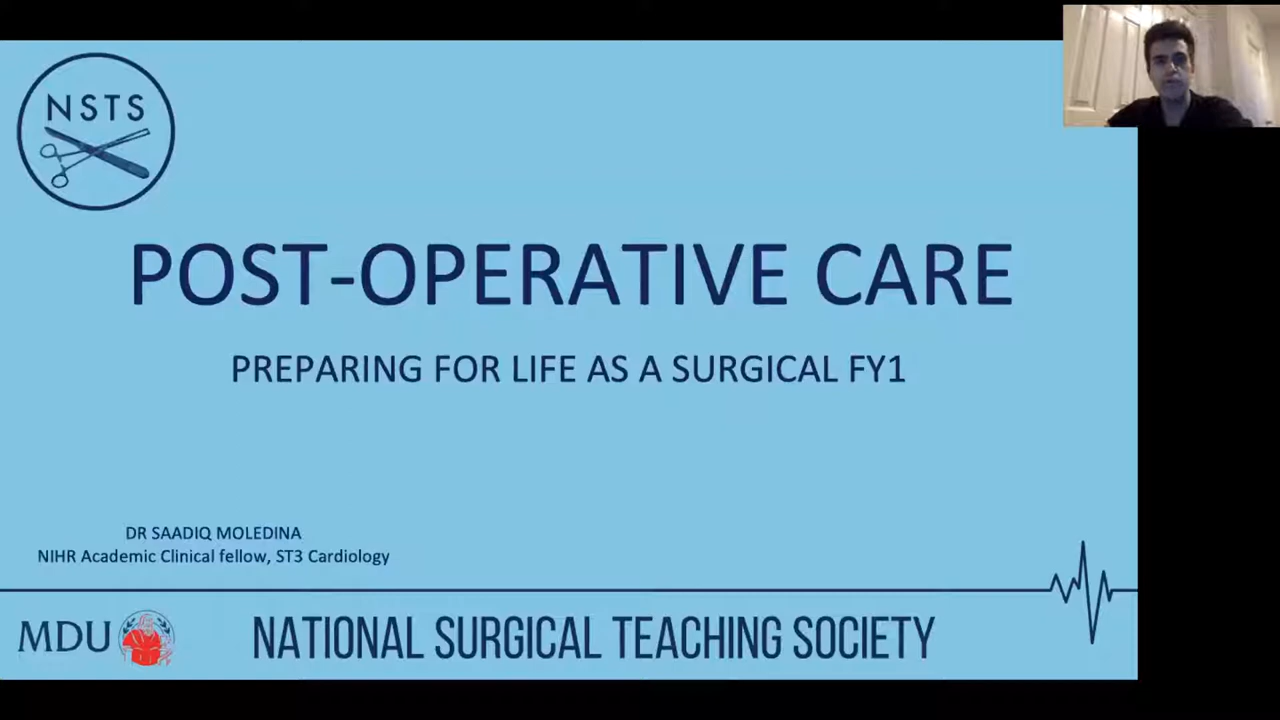 NSTS
POST-OPERATIVE CARE
PREPARING FOR LIFE AS A SURGICAL FY1
DR SAADIQ MOLEDINA
NIHR Academic Clinical fellow, ST3 Cardiology
MDU
NATIONAL SURGICAL TEACHING SOCIETY